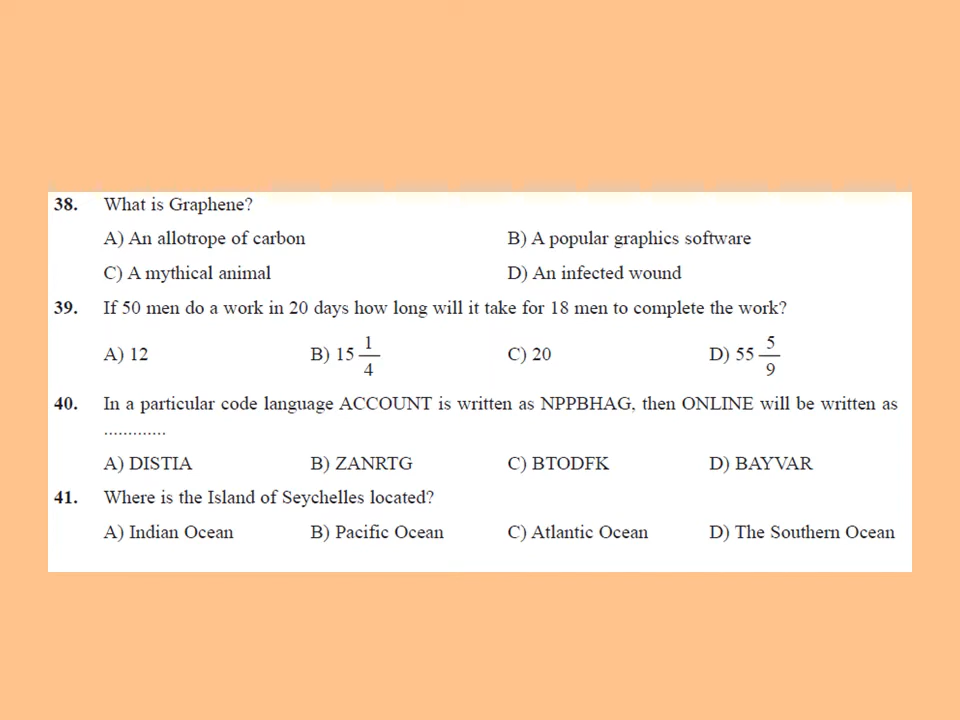 38. What is Graphene?
A) An allotrope of carbon B) A popular graphics software
C) A mythical animal D) An infected wound
39. If 50 men do a work in 20 days how long will it take for 18 men to complete the work?
A) 12 B) 15 1/4 C) 20 D) 55 5/9
40. In a particular code language ACCOUNT is written as NPPBHAG, then ONLINE will be written as
.............
A) DISTIA B) ZANRTG C) BTODFK D) BAYVAR
41. Where is the Island of Seychelles located?
A) Indian Ocean B) Pacific Ocean C) Atlantic Ocean D) The Southern Ocean